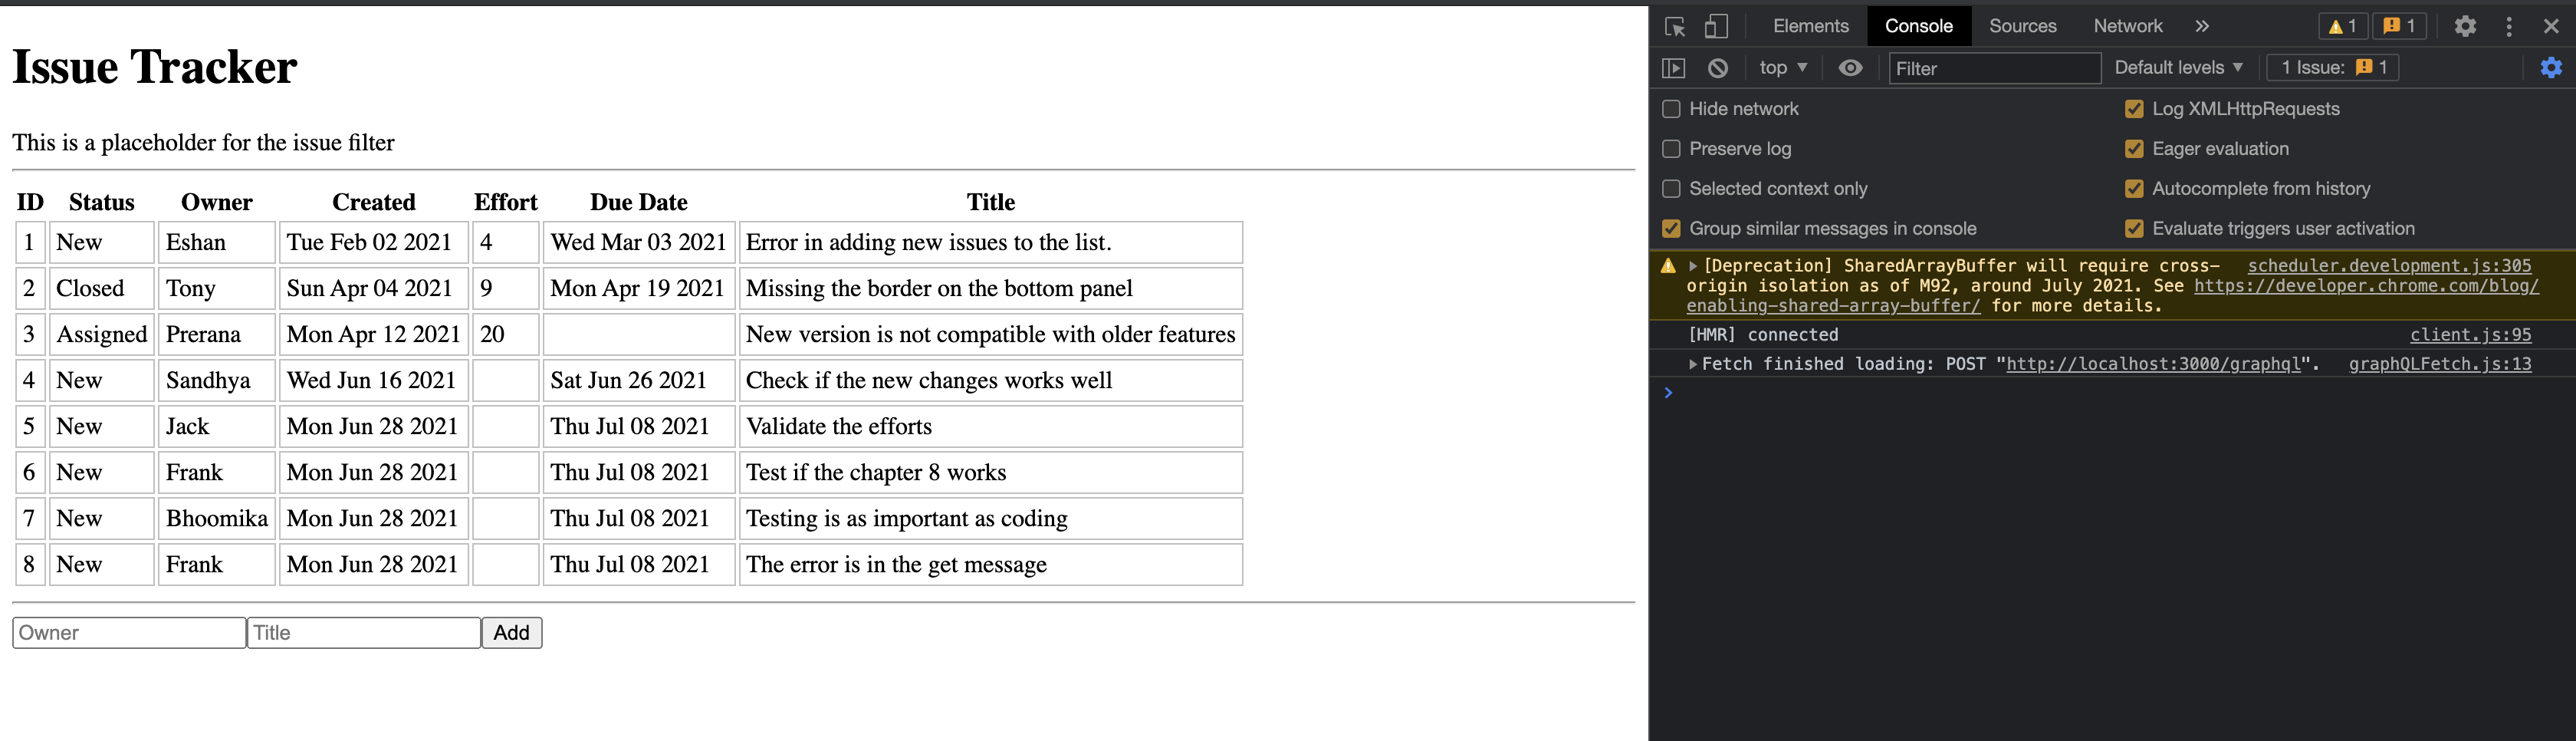 Issue Tracker
This is a placeholder for the issue filter
ID Status Owner Created Effort Due Date Title
1 New Eshan Tue Feb 02 2021 4 Wed Mar 03 2021 Error in adding new issues to the list.
2 Closed Tony Sun Apr 04 2021 9 Mon Apr 19 2021 Missing the border on the bottom panel
3 Assigned Prerana Mon Apr 12 2021 20 New version is not compatible with older features
4 New Sandhya Wed Jun 16 2021 Sat Jun 26 2021 Check if the new changes works well
5 New Jack Mon Jun 28 2021 Thu Jul 08 2021 Validate the efforts
6 New Frank Mon Jun 28 2021 Thu Jul 08 2021 Test if the chapter 8 works
7 New Bhoomika Mon Jun 28 2021 Thu Jul 08 2021 Testing is as important as coding
8 New Frank Mon Jun 28 2021 Thu Jul 08 2021 The error is in the get message
Owner Title Add
Elements Console Sources Network » 1 1
top Filter Default levels 1 Issue: 1
Hide network Log XMLHttpRequests
Preserve log Eager evaluation
Selected context only Autocomplete from history
Group similar messages in console Evaluate triggers user activation
[Deprecation] SharedArrayBuffer will require cross- scheduler.development.js:305
origin isolation as of M92, around July 2021. See https://developer.chrome.com/blog/
enabling-shared-array-buffer/ for more details.
[HMR] connected client.js:95
Fetch finished loading: POST "http://localhost:3000/graphql". graphQLFetch.js:13